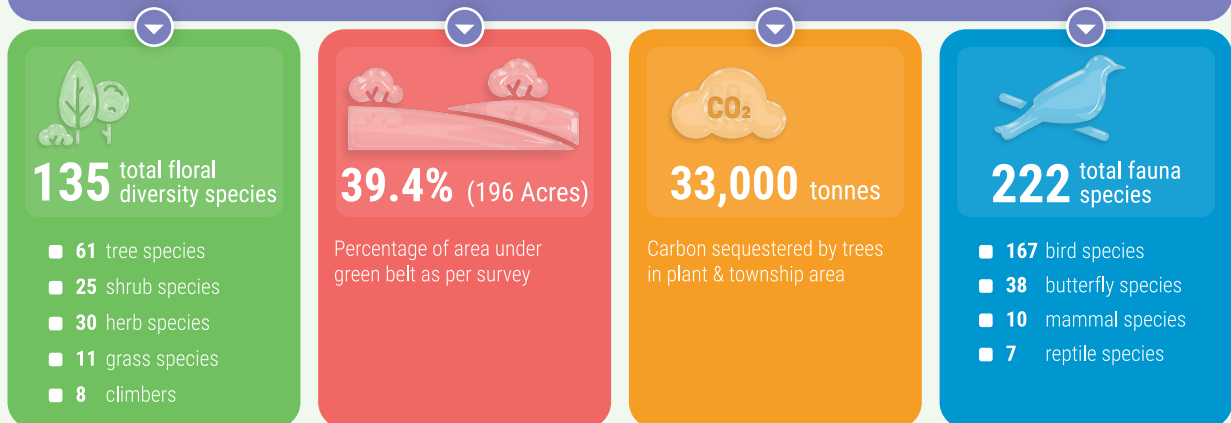 135 total floral
diversity species
61 tree species
25 shrub species
30 herb species
11 grass species
8 climbers
39.4% (196 Acres)
Percentage of area under
green belt as per survey
CO₂
33,000 tonnes
Carbon sequestered by trees
in plant & township area
222 total fauna
species
167 bird species
38 butterfly species
10 mammal species
7 reptile species